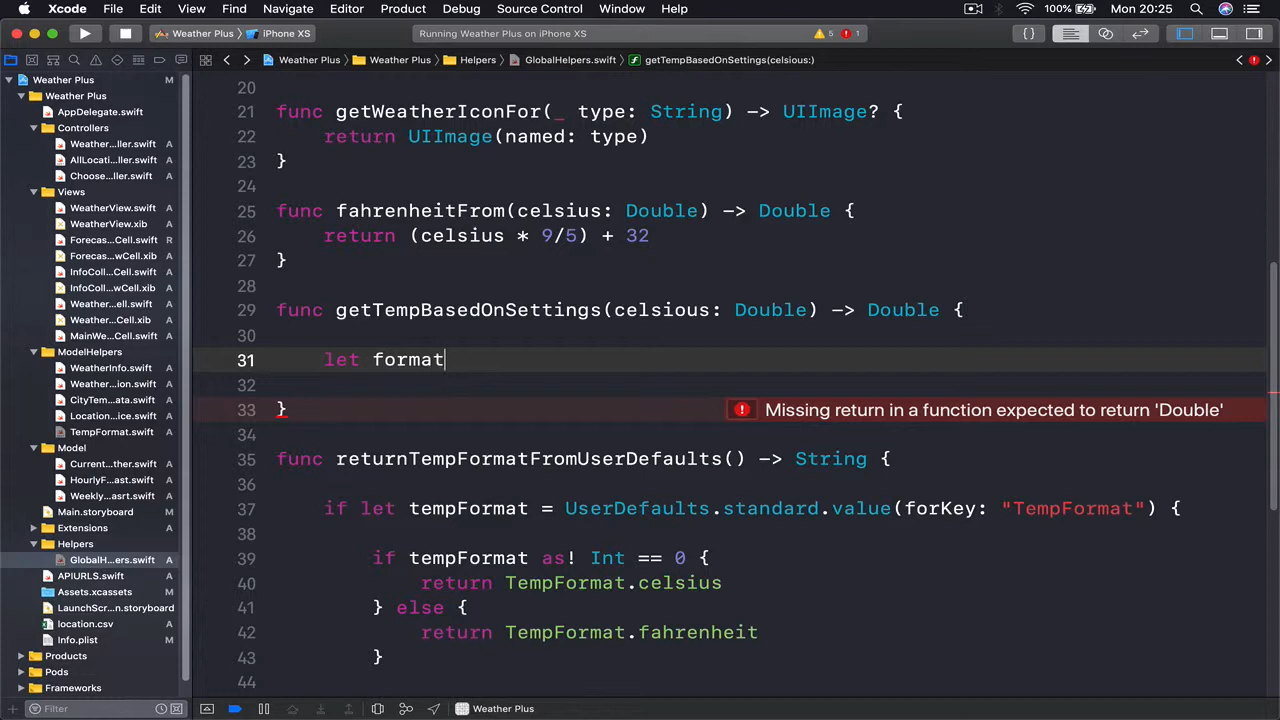 Xcode File Edit View Find Navigate Editor Product Debug Source Control Window Help 100% Mon 20:25
Weather Plus iPhone XS Running Weather Plus on iPhone XS 5 1
Weather Plus Weather Plus Helpers GlobalHelpers.swift getTempBasedOnSettings(celsious:)
Weather Plus M
Weather Plus
AppDelegate.swift A
Controllers
Weather...ller.swift A
AllLocati...ller.swift A
Choose...ller.swift A
Views
WeatherView.swift A
WeatherView.xib A
Forecas...Cell.swift R
Forecas...wCell.xib A
InfoColl...Cell.swift A
InfoColl...wCell.xib A
Weather...ell.swift A
Weather...Cell.xib A
MainWe...Cell.swift A
ModelHelpers
WeatherInfo.swift A
Weather...ion.swift A
CityTem...ata.swift A
Location...ice.swift A
TempFormat.swift A
Model
Current...ther.swift A
HourlyF...ast.swift A
Weekly...asrt.swift A
Main.storyboard M
Extensions
Helpers
GlobalH...ers.swift A
APIURLS.swift A
Assets.xcassets M
LaunchScr...n.storyboard
location.csv A
Info.plist M
Products
Pods
Frameworks
Filter
20
21 func getWeatherIconFor(_ type: String) -> UIImage? {
22 return UIImage(named: type)
23 }
24
25 func fahrenheitFrom(celsius: Double) -> Double {
26 return (celsius * 9/5) + 32
27 }
28
29 func getTempBasedOnSettings(celsious: Double) -> Double {
30
31 let format
32
33 } Missing return in a function expected to return 'Double'
34
35 func returnTempFormatFromUserDefaults() -> String {
36
37 if let tempFormat = UserDefaults.standard.value(forKey: "TempFormat") {
38
39 if tempFormat as! Int == 0 {
40 return TempFormat.celsius
41 } else {
42 return TempFormat.fahrenheit
43 }
44
Weather Plus